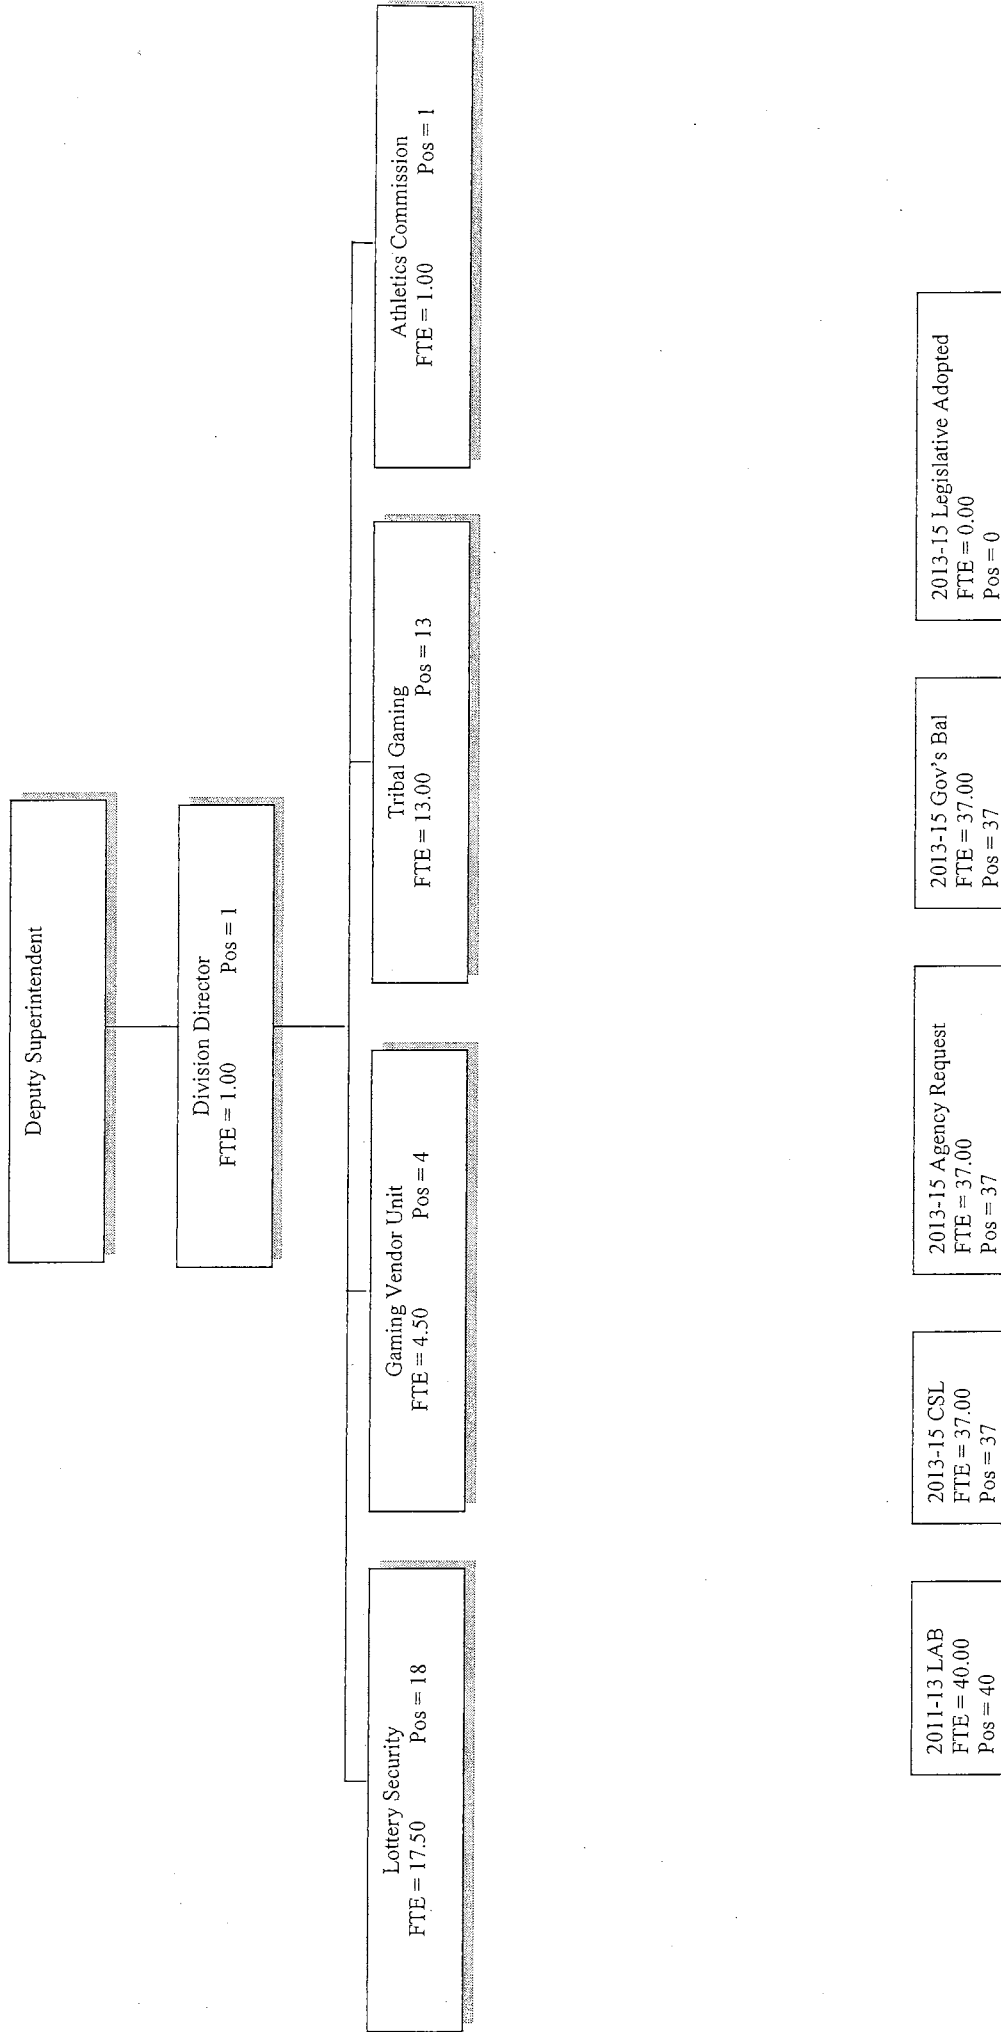 Deputy Superintendent
Division Director
FTE = 1.00 Pos = 1
Lottery Security
FTE = 17.50 Pos = 18
Gaming Vendor Unit
FTE = 4.50 Pos = 4
Tribal Gaming
FTE = 13.00 Pos = 13
Athletics Commission
FTE = 1.00 Pos = 1
2011-13 LAB
FTE = 40.00
Pos = 40
2013-15 CSL
FTE = 37.00
Pos = 37
2013-15 Agency Request
FTE = 37.00
Pos = 37
2013-15 Gov's Bal
FTE = 37.00
Pos = 37
2013-15 Legislative Adopted
FTE = 0.00
Pos = 0